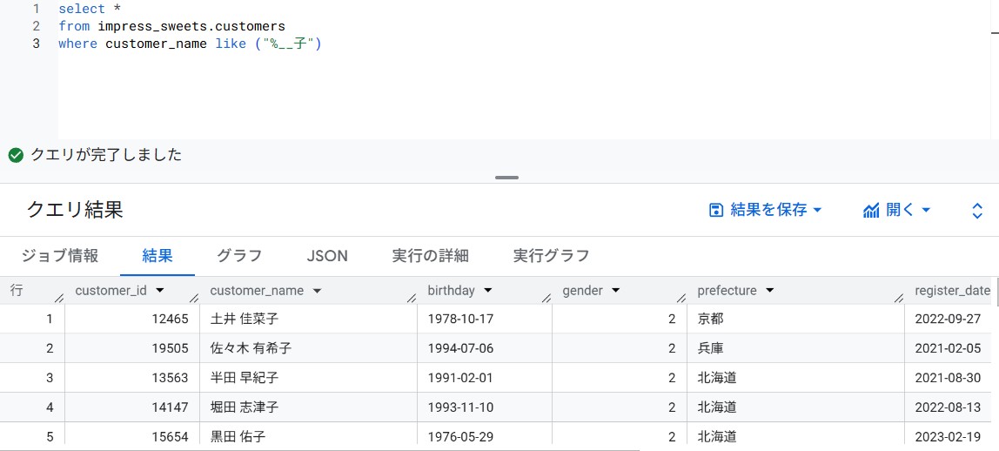 1 select *
2 from impress_sweets.customers
3 where customer_name like ("%__子")
クエリが完了しました
クエリ結果 結果を保存 開く
ジョブ情報 結果 グラフ JSON 実行の詳細 実行グラフ
行 customer_id customer_name birthday gender prefecture register_date
1 12465 土井 佳菜子 1978-10-17 2 京都 2022-09-27
2 19505 佐々木 有希子 1994-07-06 2 兵庫 2021-02-05
3 13563 半田 早紀子 1991-02-01 2 北海道 2021-08-30
4 14147 堀田 志津子 1993-11-10 2 北海道 2022-08-13
5 15654 黒田 佑子 1976-05-29 2 北海道 2023-02-19